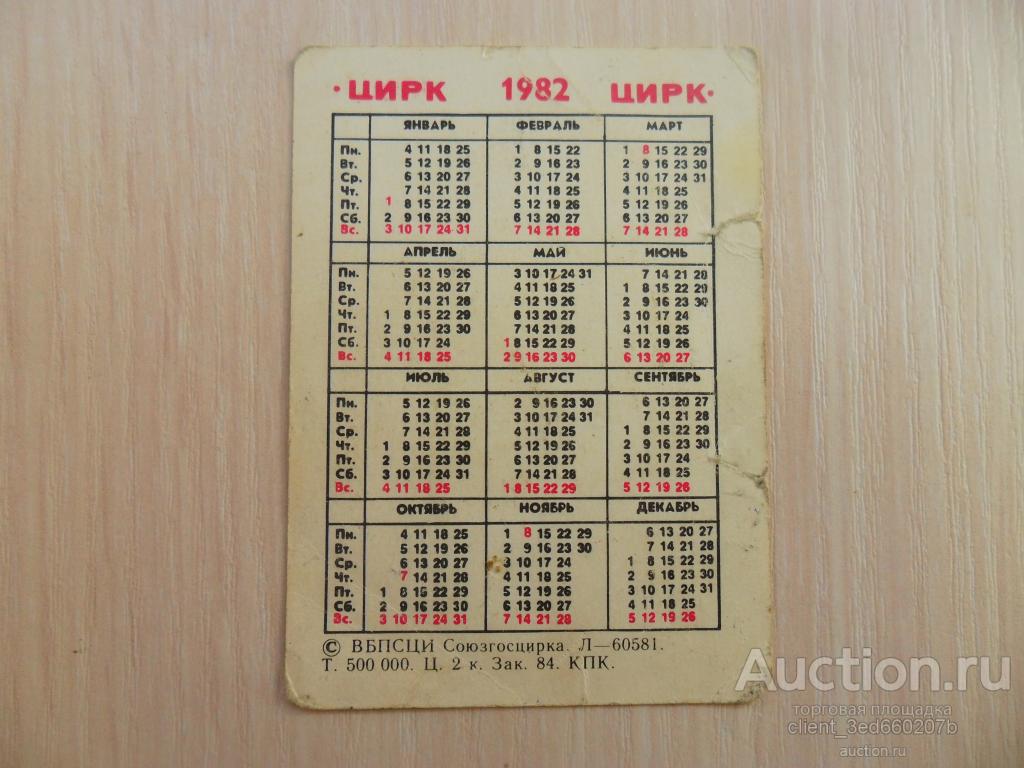 ·ЦИРК 1982 ЦИРК·
ЯНВАРЬ ФЕВРАЛЬ МАРТ
Пн. 4 11 18 25 1 8 15 22 1 8 15 22 29
Вт. 5 12 19 26 2 9 16 23 2 9 16 23 30
Ср. 6 13 20 27 3 10 17 24 3 10 17 24 31
Чт. 7 14 21 28 4 11 18 25 4 11 18 25
Пт. 1 8 15 22 29 5 12 19 26 5 12 19 26
Сб. 2 9 16 23 30 6 13 20 27 6 13 20 27
Вс. 3 10 17 24 31 7 14 21 28 7 14 21 28
АПРЕЛЬ МАЙ ИЮНЬ
Пн. 5 12 19 26 3 10 17 24 31 7 14 21 28
Вт. 6 13 20 27 4 11 18 25 1 8 15 22 29
Ср. 7 14 21 28 5 12 19 26 2 9 16 23 30
Чт. 1 8 15 22 29 6 13 20 27 3 10 17 24
Пт. 2 9 16 23 30 7 14 21 28 4 11 18 25
Сб. 3 10 17 24 1 8 15 22 29 5 12 19 26
Вс. 4 11 18 25 2 9 16 23 30 6 13 20 27
ИЮЛЬ АВГУСТ СЕНТЯБРЬ
Пн. 5 12 19 26 2 9 16 23 30 6 13 20 27
Вт. 6 13 20 27 3 10 17 24 31 7 14 21 28
Ср. 7 14 21 28 4 11 18 25 1 8 15 22 29
Чт. 1 8 15 22 29 5 12 19 26 2 9 16 23 30
Пт. 2 9 16 23 30 6 13 20 27 3 10 17 24
Сб. 3 10 17 24 31 7 14 21 28 4 11 18 25
Вс. 4 11 18 25 1 8 15 22 29 5 12 19 26
ОКТЯБРЬ НОЯБРЬ ДЕКАБРЬ
Пн. 4 11 18 25 1 8 15 22 29 6 13 20 27
Вт. 5 12 19 26 2 9 16 23 30 7 14 21 28
Ср. 6 13 20 27 3 10 17 24 1 8 15 22 29
Чт. 7 14 21 28 4 11 18 25 2 9 16 23 30
Пт. 1 8 15 22 29 5 12 19 26 3 10 17 24 31
Сб. 2 9 16 23 30 6 13 20 27 4 11 18 25
Вс. 3 10 17 24 31 7 14 21 28 5 12 19 26
© ВБПСЦИ Союзгосцирка. Л—60581.
Т. 500 000. Ц. 2 к. Зак. 84. КПК.
Auction.ru
торговая площадка
client_3ed660207b
auction.ru